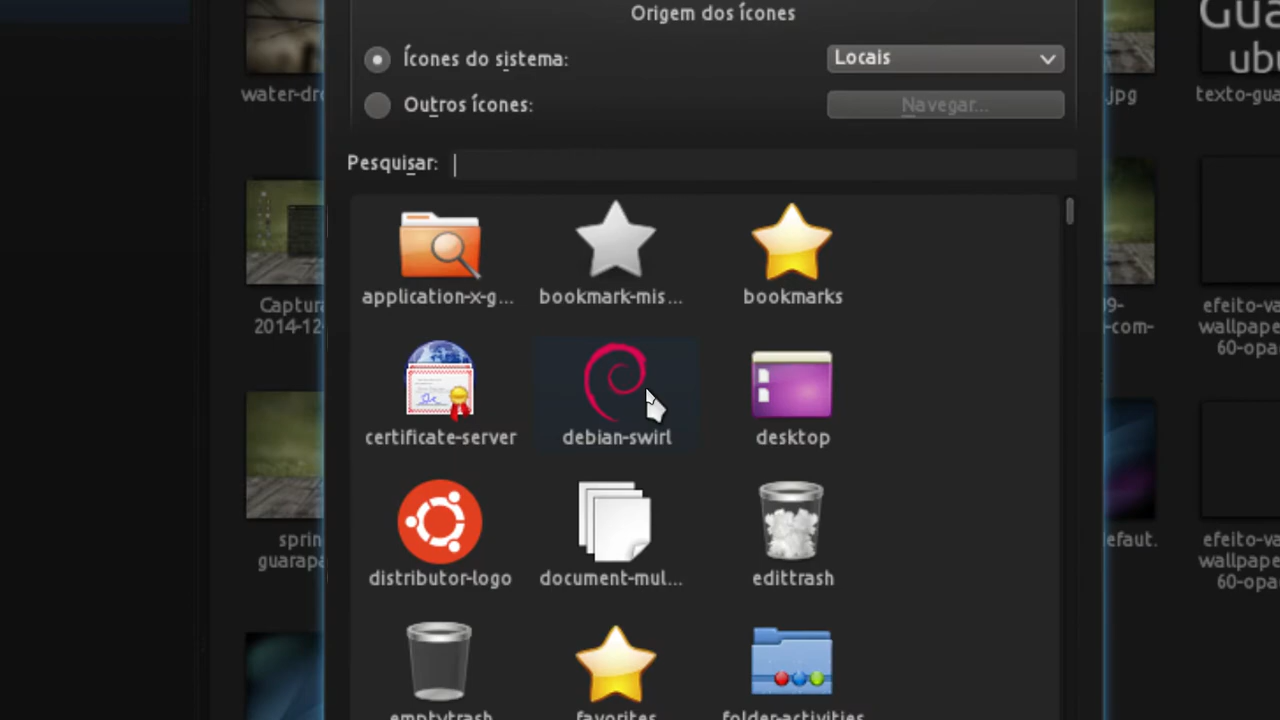 Origem dos ícones
Ícones do sistema:
Locais
Outros ícones:
Navegar...
Pesquisar:
application-x-g...
bookmark-mis...
bookmarks
certificate-server
debian-swirl
desktop
distributor-logo
document-mul...
edittrash
emptytrash
favorites
folder-activities
water-dr
Captura
2014-12-
sprin
guarapa
.jpg
09-
-com-
efaut.
Gua
ubu
texto-gua
efeito-va
wallpape
60-opa
efeito-va
wallpape
60-opa